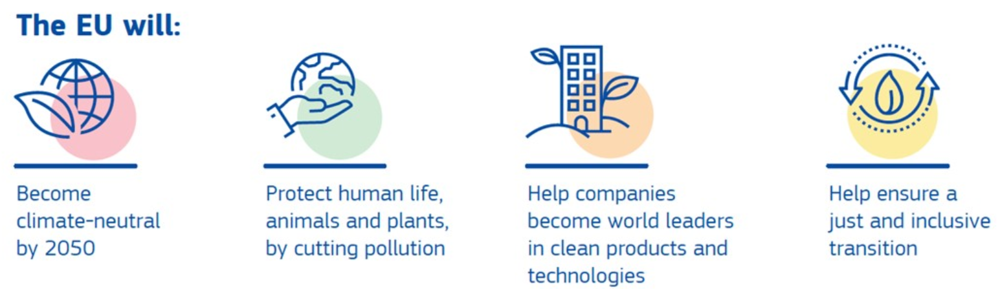 The EU will:
Become
climate-neutral
by 2050
Protect human life,
animals and plants,
by cutting pollution
Help companies
become world leaders
in clean products and
technologies
Help ensure a
just and inclusive
transition